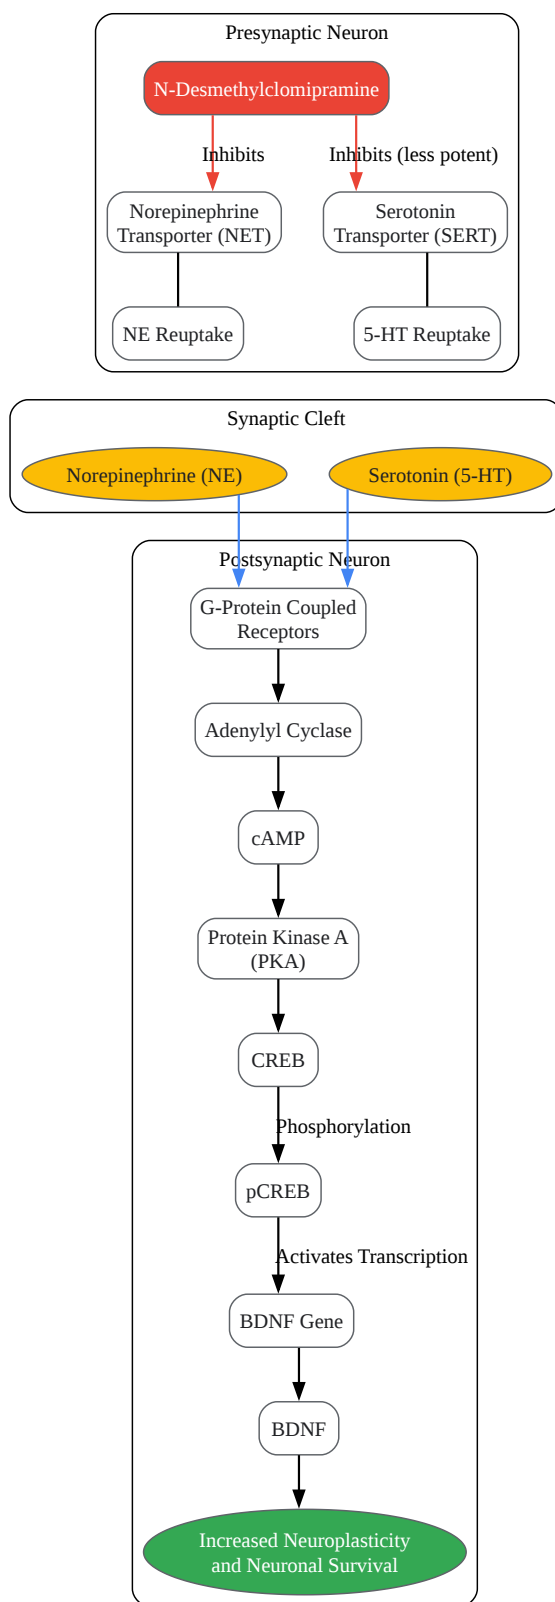 Presynaptic Neuron
N-Desmethylclomipramine
Inhibits
Inhibits (less potent)
Norepinephrine
Transporter (NET)
Serotonin
Transporter (SERT)
NE Reuptake
5-HT Reuptake
Synaptic Cleft
Norepinephrine (NE)
Serotonin (5-HT)
Postsynaptic Neuron
G-Protein Coupled
Receptors
Adenylyl Cyclase
cAMP
Protein Kinase A
(PKA)
CREB
Phosphorylation
pCREB
Activates Transcription
BDNF Gene
BDNF
Increased Neuroplasticity
and Neuronal Survival